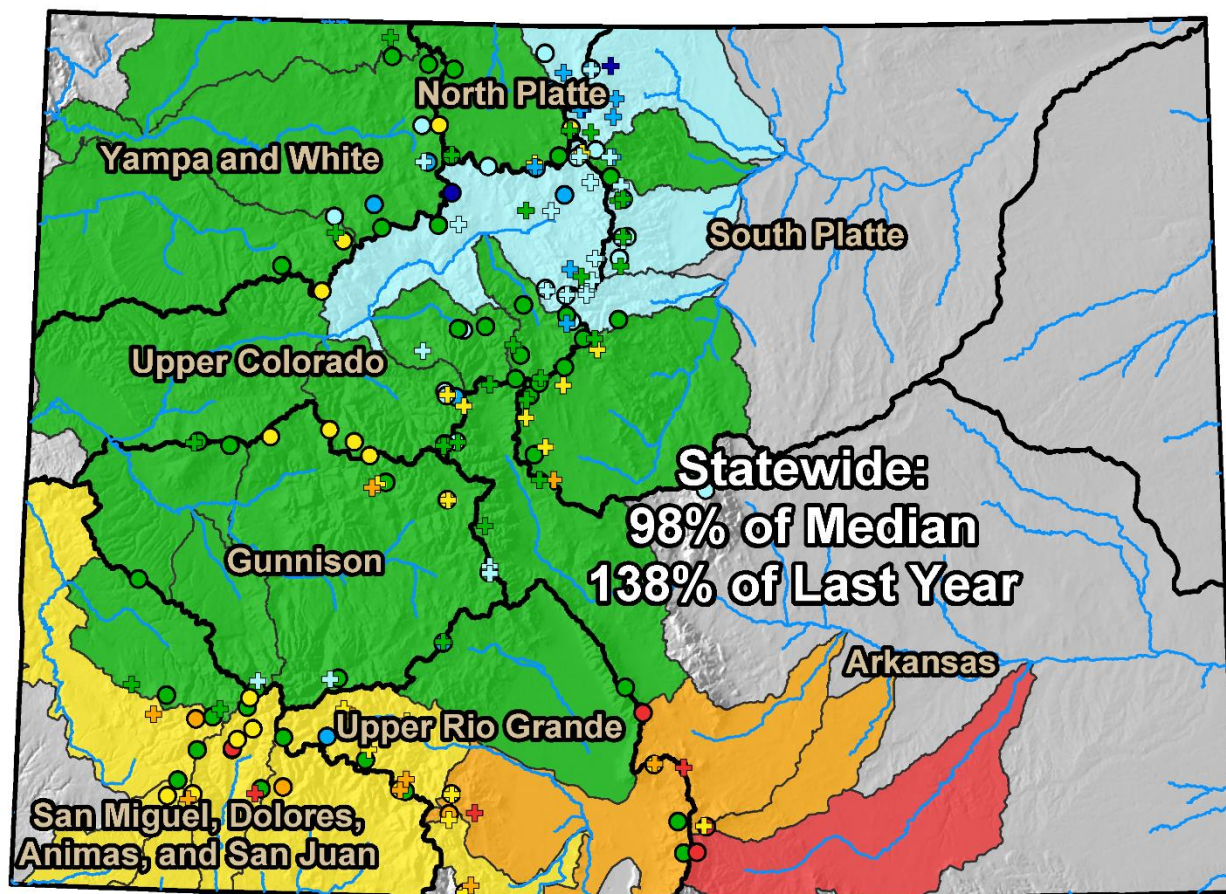 North Platte
Yampa and White
South Platte
Upper Colorado
Statewide:
98% of Median
138% of Last Year
Gunnison
Arkansas
Upper Rio Grande
San Miguel, Dolores,
Animas, and San Juan